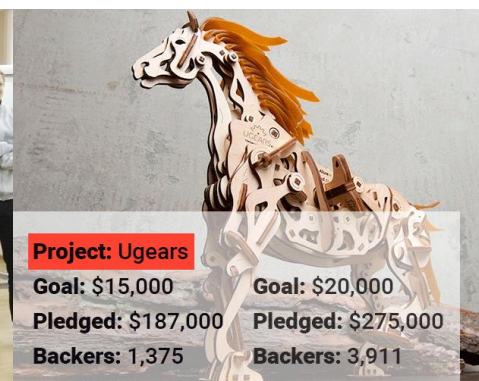 UGEARS
Project: Ugears
Goal: $15,000
Pledged: $187,000
Backers: 1,375
Goal: $20,000
Pledged: $275,000
Backers: 3,911